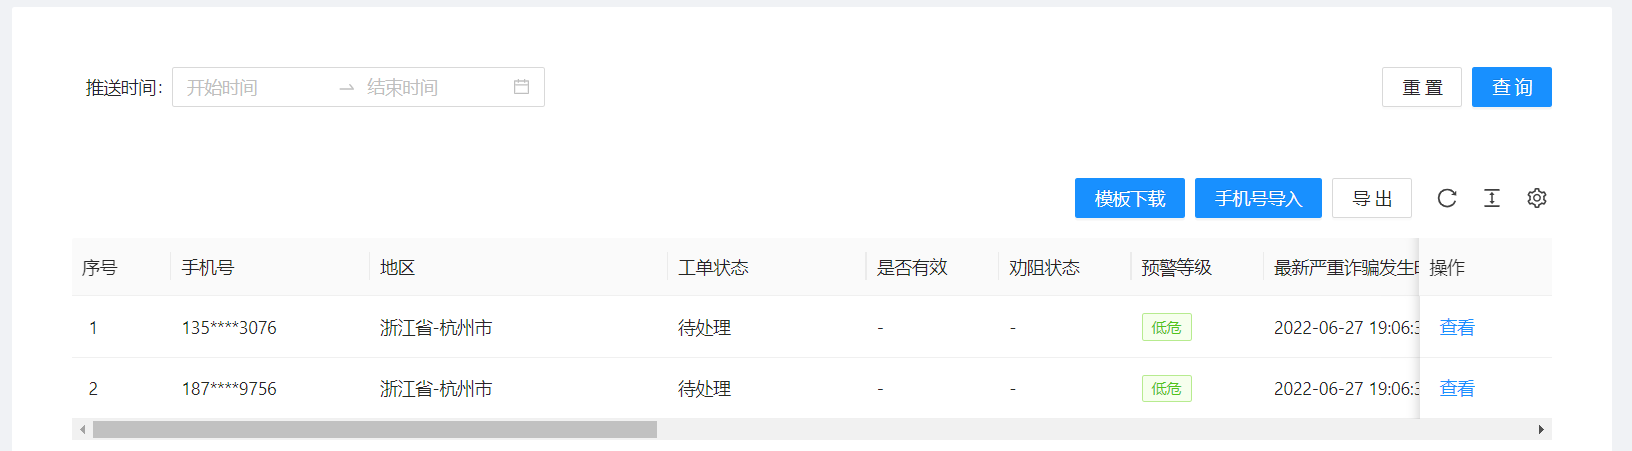 推送时间: 开始时间 结束时间 重置 查询
模板下载 手机号导入 导出
序号 手机号 地区 工单状态 是否有效 劝阻状态 预警等级 最新严重诈骗发生 操作
1 135****3076 浙江省-杭州市 待处理 - - 低危 2022-06-27 19:06: 查看
2 187****9756 浙江省-杭州市 待处理 - - 低危 2022-06-27 19:06: 查看